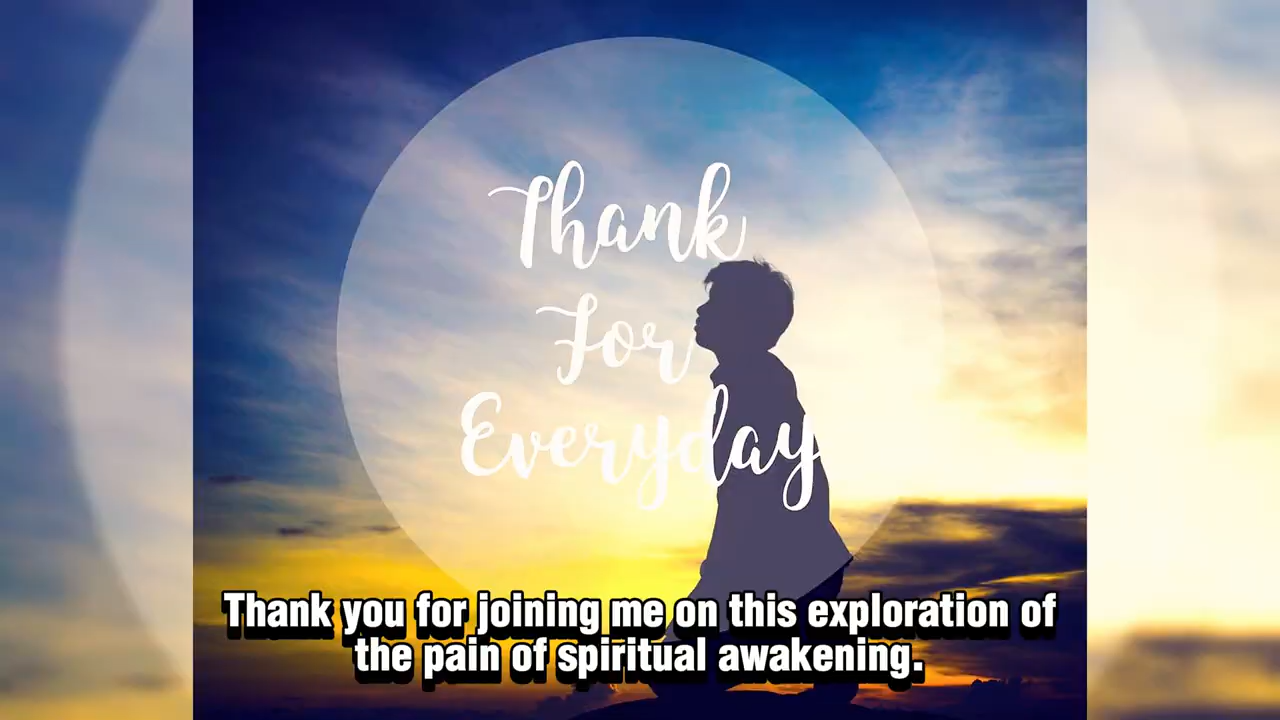 Thank
For
Everyday
Thank you for joining me on this exploration of
the pain of spiritual awakening.